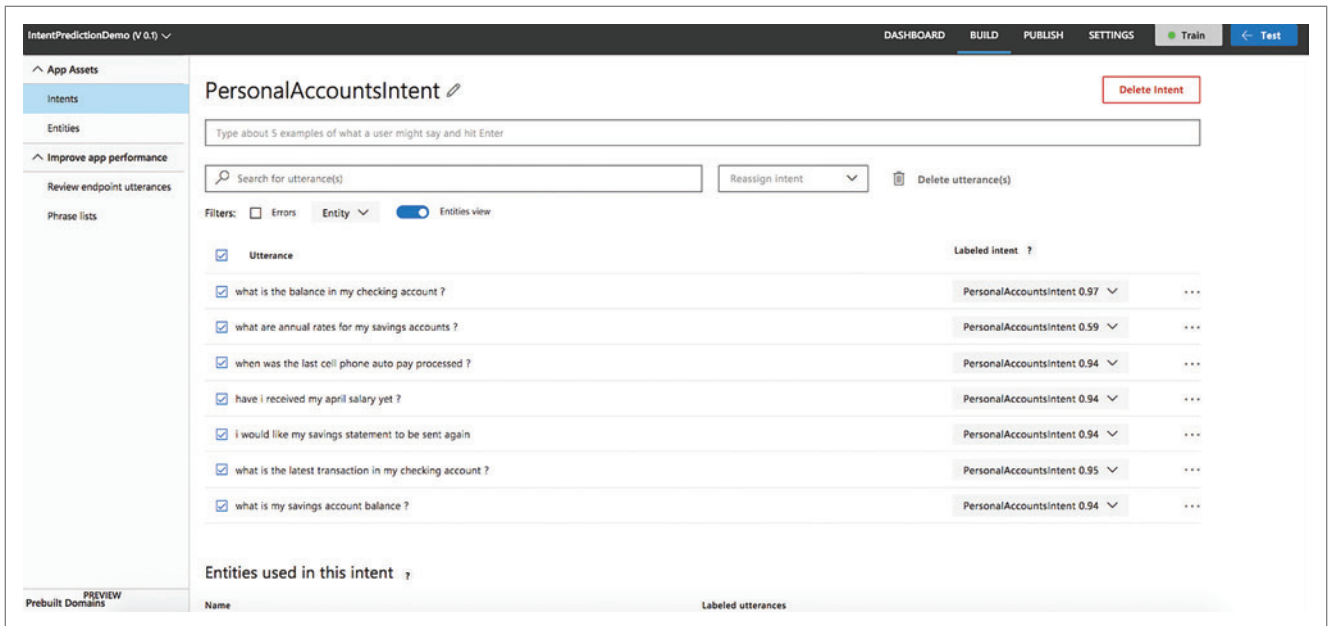 IntentPredictionDemo (V 0.1)
DASHBOARD BUILD PUBLISH SETTINGS Train ← Test
App Assets
Intents
Entities
Improve app performance
Review endpoint utterances
Phrase lists
PREVIEW
Prebuilt Domains
PersonalAccountsIntent
Delete Intent
Type about 5 examples of what a user might say and hit Enter
Search for utterance(s) Reassign intent Delete utterance(s)
Filters: Errors Entity Entities view
Utterance Labeled intent ?
what is the balance in my checking account ? PersonalAccountsIntent 0.97 ...
what are annual rates for my savings accounts ? PersonalAccountsIntent 0.59 ...
when was the last cell phone auto pay processed ? PersonalAccountsIntent 0.94 ...
have i received my april salary yet ? PersonalAccountsIntent 0.94 ...
i would like my savings statement to be sent again PersonalAccountsIntent 0.94 ...
what is the latest transaction in my checking account ? PersonalAccountsIntent 0.95 ...
what is my savings account balance ? PersonalAccountsIntent 0.94 ...
Entities used in this intent ?
Name Labeled utterances